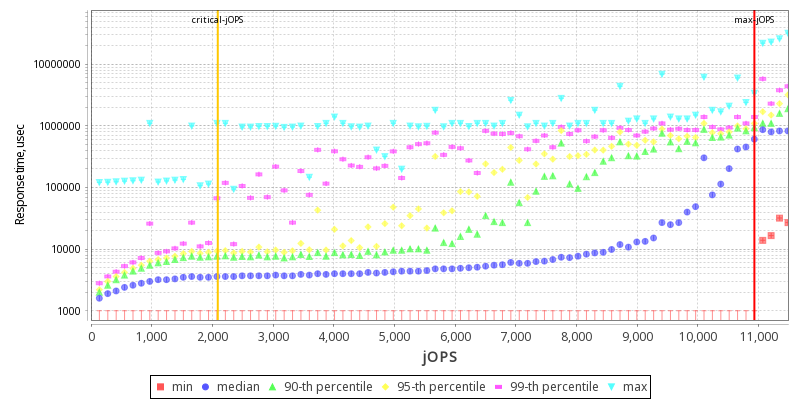 critical-jOPS max-jOPS
10000000
1000000
100000
10000
1000
Response time, usec
0 1,000 2,000 3,000 4,000 5,000 6,000 7,000 8,000 9,000 10,000 11,000
jOPS
min median 90-th percentile 95-th percentile 99-th percentile max